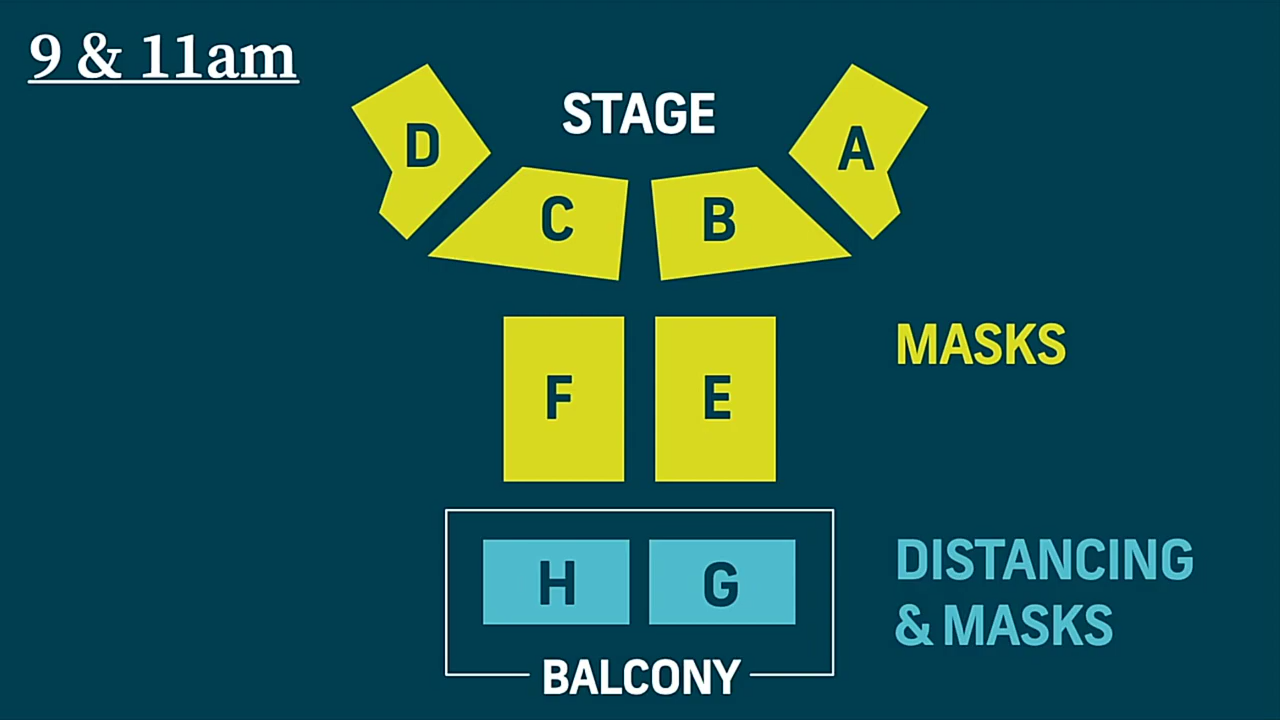 9 & 11am
STAGE
D
A
C
B
MASKS
F
E
DISTANCING
& MASKS
H
G
BALCONY